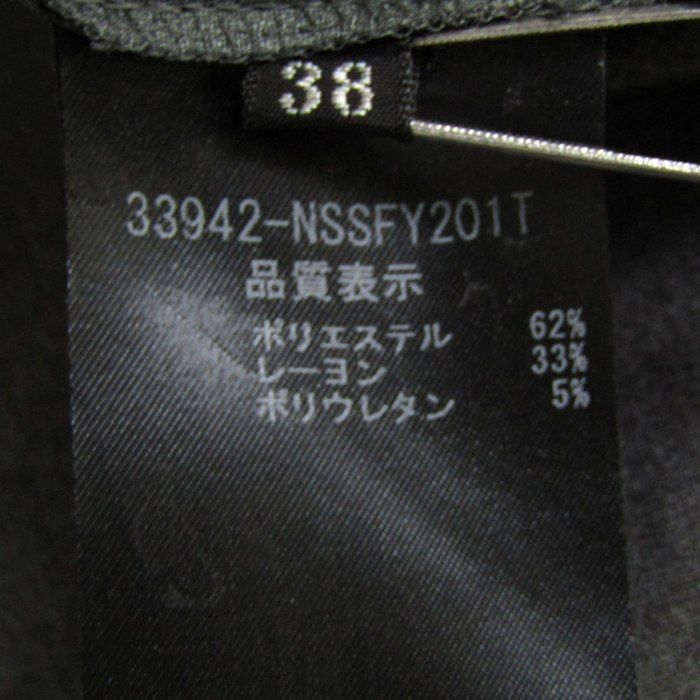 38
33942-NSSFY201T
品質表示
ポリエステル 62%
レーヨン 33%
ポリウレタン 5%